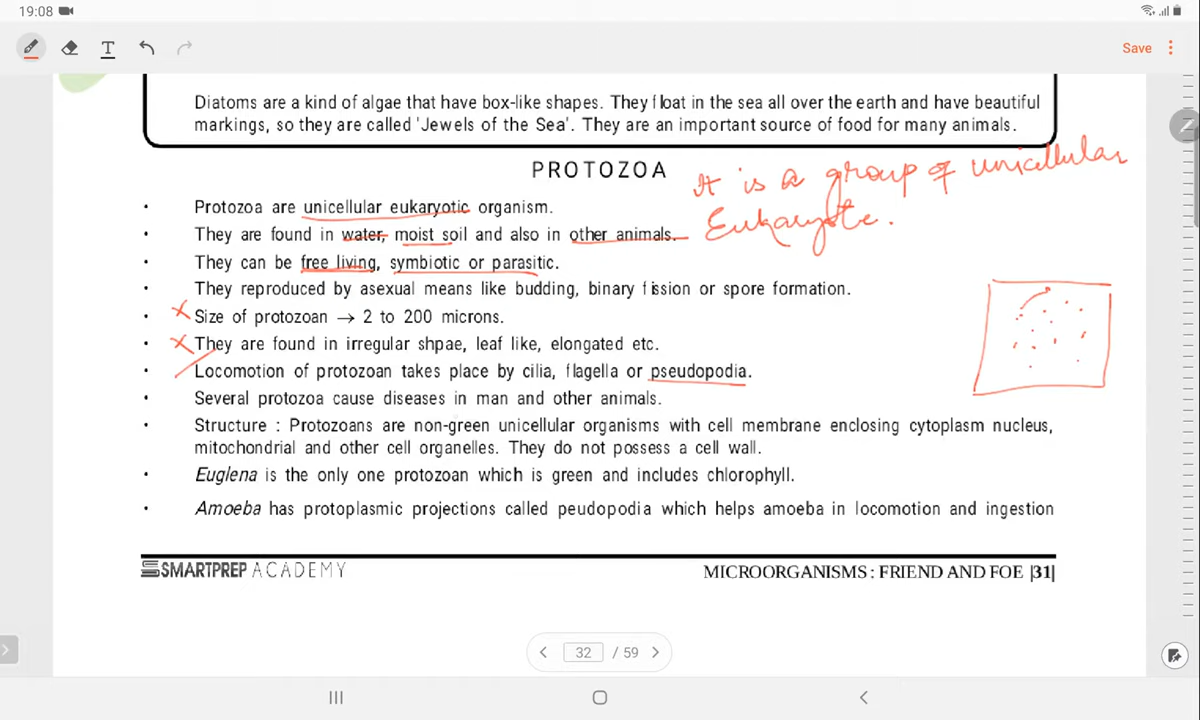 19:08
T
Save
Diatoms are a kind of algae that have box-like shapes. They float in the sea all over the earth and have beautiful
markings, so they are called 'Jewels of the Sea'. They are an important source of food for many animals.
PROTOZOA
It is a group of unicellular
Eukaryote.
• Protozoa are unicellular eukaryotic organism.
• They are found in water, moist soil and also in other animals.
• They can be free living, symbiotic or parasitic.
• They reproduced by asexual means like budding, binary fission or spore formation.
• Size of protozoan → 2 to 200 microns.
• They are found in irregular shpae, leaf like, elongated etc.
• Locomotion of protozoan takes place by cilia, flagella or pseudopodia.
• Several protozoa cause diseases in man and other animals.
• Structure : Protozoans are non-green unicellular organisms with cell membrane enclosing cytoplasm nucleus,
mitochondrial and other cell organelles. They do not possess a cell wall.
• Euglena is the only one protozoan which is green and includes chlorophyll.
• Amoeba has protoplasmic projections called peudopodia which helps amoeba in locomotion and ingestion
SMARTPREP ACADEMY
MICROORGANISMS : FRIEND AND FOE |31|
32 / 59